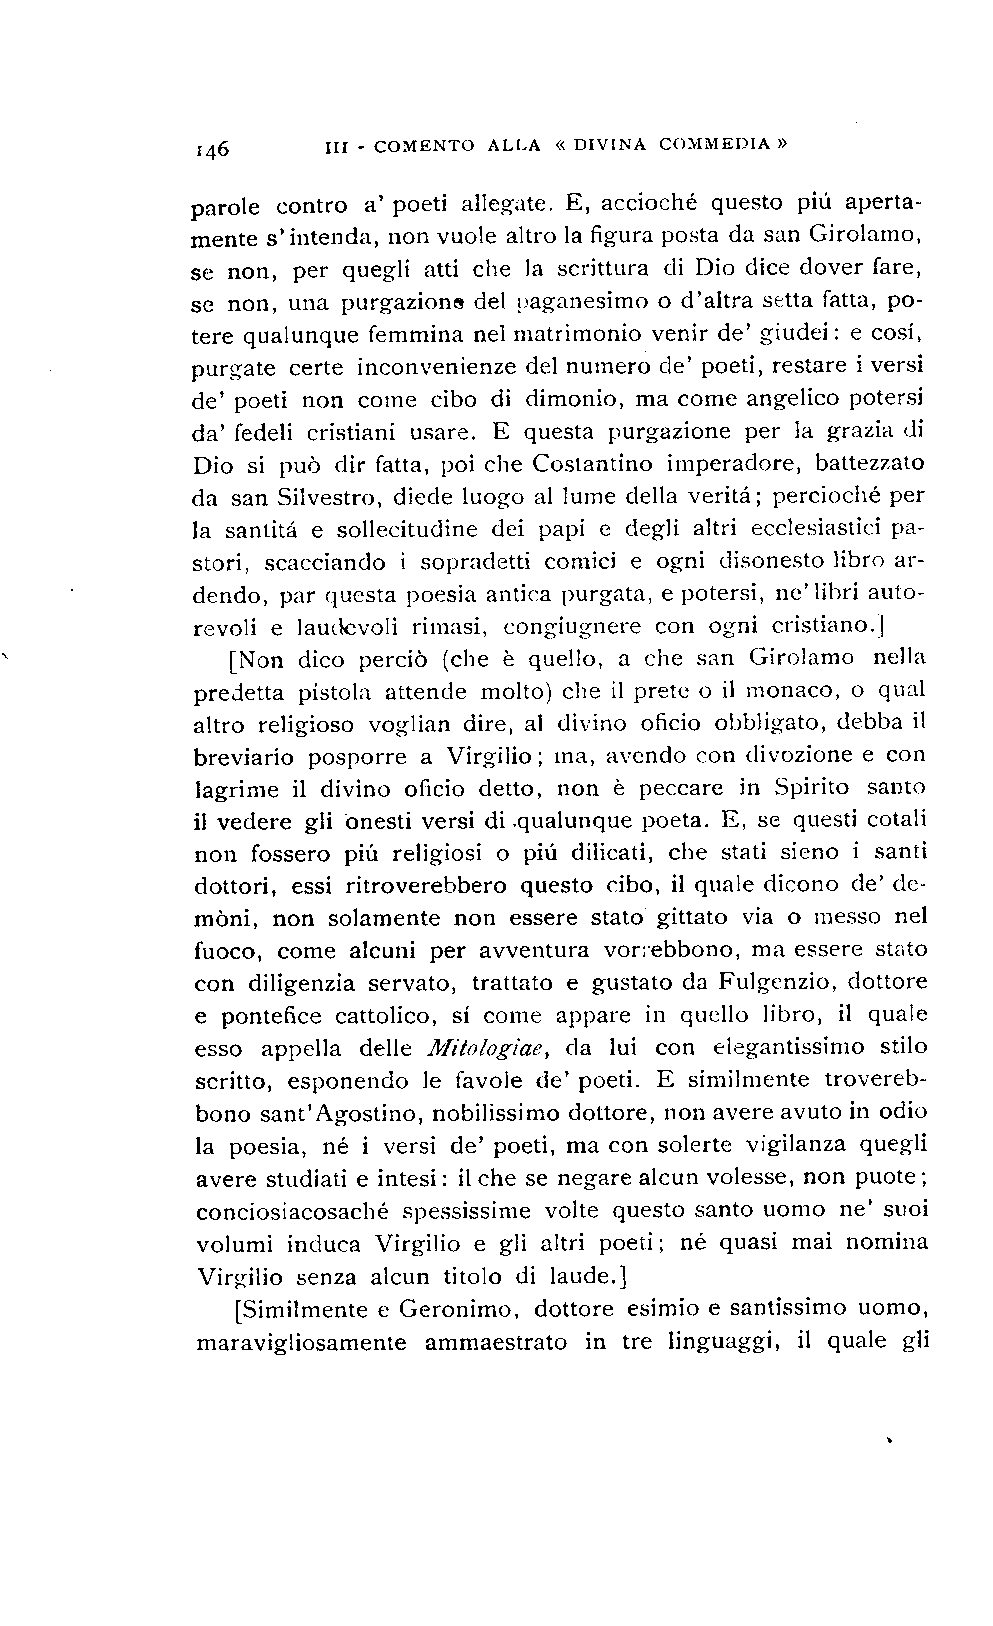 146 III - COMENTO ALLA « DIVINA COMMEDIA »
parole contro a' poeti allegate. E, accioché questo piú aperta-
mente s'intenda, non vuole altro la figura posta da san Girolamo,
se non, per quegli atti che la scrittura di Dio dice dover fare,
se non, una purgazione del paganesimo o d'altra setta fatta, po-
tere qualunque femmina nel matrimonio venir de' giudei: e cosí,
purgate certe inconvenienze del numero de' poeti, restare i versi
de' poeti non come cibo di dimonio, ma come angelico potersi
da' fedeli cristiani usare. E questa purgazione per la grazia di
Dio si può dir fatta, poi che Costantino imperadore, battezzato
da san Silvestro, diede luogo al lume della veritá; percioché per
la santitá e sollecitudine dei papi e degli altri ecclesiastici pa-
stori, scacciando i sopradetti comici e ogni disonesto libro ar-
dendo, par questa poesia antica purgata, e potersi, ne' libri auto-
revoli e laudevoli rimasi, congiugnere con ogni cristiano.]
[Non dico perciò (che è quello, a che san Girolamo nella
predetta pistola attende molto) che il prete o il monaco, o qual
altro religioso voglian dire, al divino oficio obbligato, debba il
breviario posporre a Virgilio; ma, avendo con divozione e con
lagrime il divino oficio detto, non è peccare in Spirito santo
il vedere gli onesti versi di qualunque poeta. E, se questi cotali
non fossero piú religiosi o piú dilicati, che stati sieno i santi
dottori, essi ritroverebbero questo cibo, il quale dicono de' de-
mòni, non solamente non essere stato gittato via o messo nel
fuoco, come alcuni per avventura vorrebbono, ma essere stato
con diligenzia servato, trattato e gustato da Fulgenzio, dottore
e pontefice cattolico, sí come appare in quello libro, il quale
esso appella delle Mitologiae, da lui con elegantissimo stilo
scritto, esponendo le favole de' poeti. E similmente trovereb-
bono sant'Agostino, nobilissimo dottore, non avere avuto in odio
la poesia, né i versi de' poeti, ma con solerte vigilanza quegli
avere studiati e intesi: il che se negare alcun volesse, non puote;
conciosiacosaché spessissime volte questo santo uomo ne' suoi
volumi induca Virgilio e gli altri poeti; né quasi mai nomina
Virgilio senza alcun titolo di laude.]
[Similmente e Geronimo, dottore esimio e santissimo uomo,
maravigliosamente ammaestrato in tre linguaggi, il quale gli